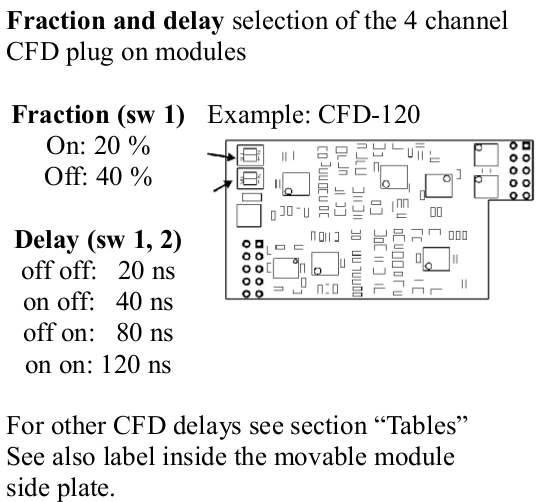 Fraction and delay selection of the 4 channel
CFD plug on modules
Fraction (sw 1) Example: CFD-120
On: 20 %
Off: 40 %
Delay (sw 1, 2)
off off: 20 ns
on off: 40 ns
off on: 80 ns
on on: 120 ns
For other CFD delays see section “Tables”
See also label inside the movable module
side plate.